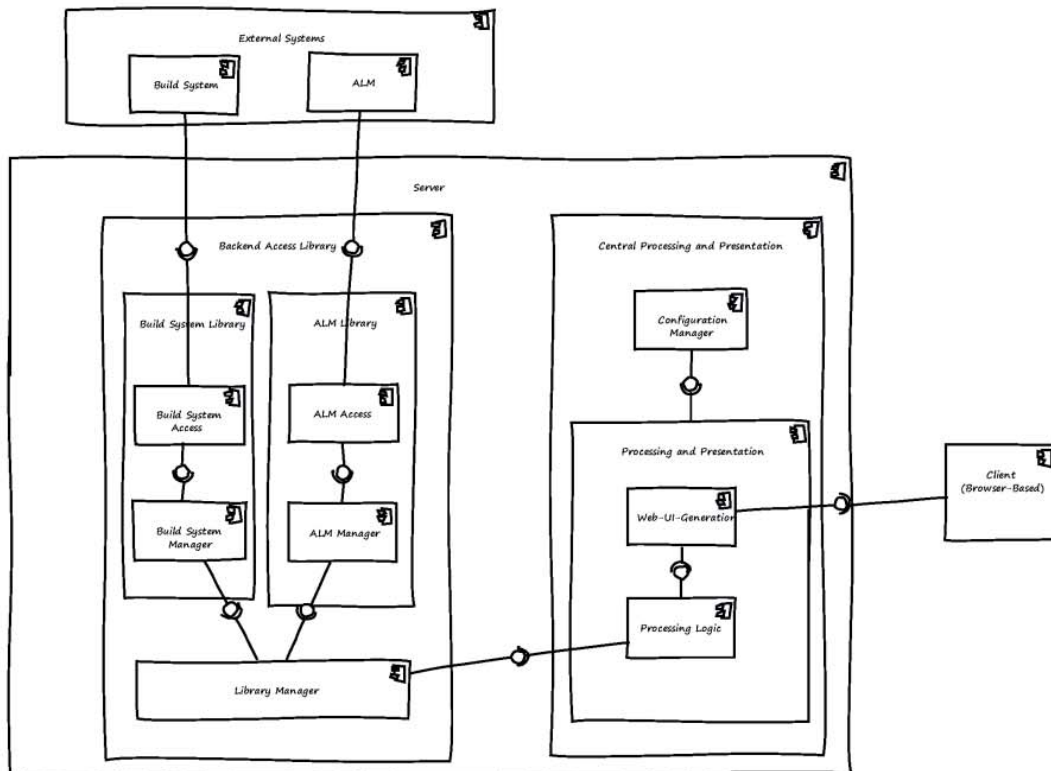 External Systems
Build System
ALM
Server
Backend Access Library
Central Processing and Presentation
Build System Library
ALM Library
Configuration
Manager
Build System
Access
ALM Access
Processing and Presentation
Client
(Browser-Based)
Build System
Manager
ALM Manager
Web-UI-Generation
Processing Logic
Library Manager